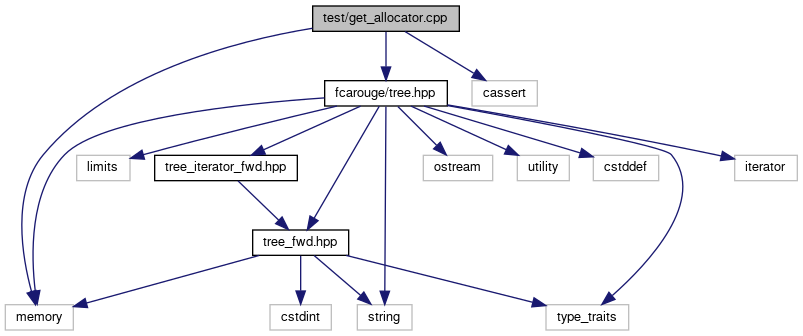 test/get_allocator.cpp
fcarouge/tree.hpp
cassert
limits
tree_iterator_fwd.hpp
ostream
utility
cstddef
iterator
tree_fwd.hpp
memory
cstdint
string
type_traits